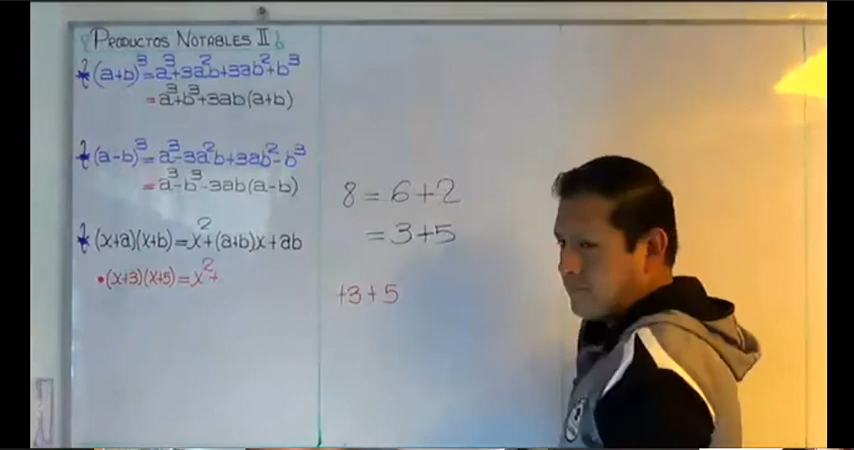 PRODUCTOS NOTABLES II
* (a+b)³=a³+3a²b+3ab²+b³
=a³+b³+3ab(a+b)
* (a-b)³=a³-3a²b+3ab²-b³
=a³-b³-3ab(a-b)
* (x+a)(x+b)=x²+(a+b)x+ab
•(x+3)(x+5)=x²+
8=6+2
=3+5
+3+5